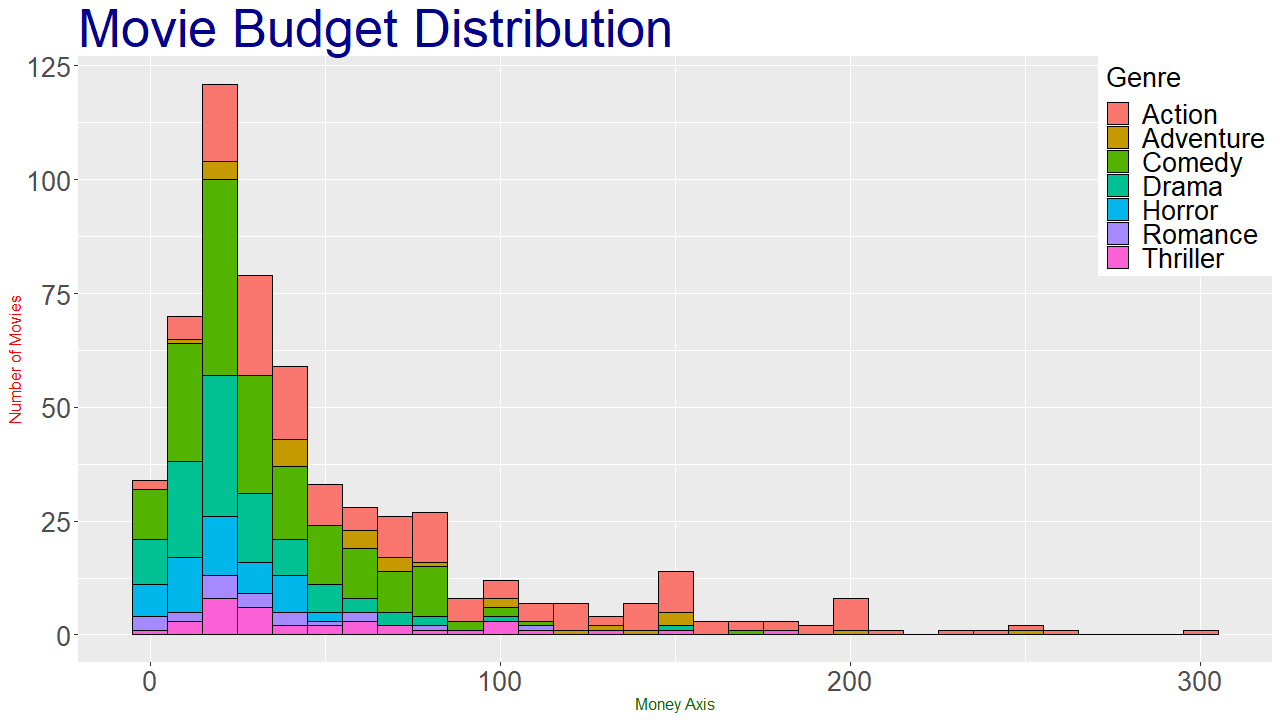 Movie Budget Distribution
125
100
75
50
25
0
Number of Movies
0
100
200
300
Money Axis
Genre
Action
Adventure
Comedy
Drama
Horror
Romance
Thriller